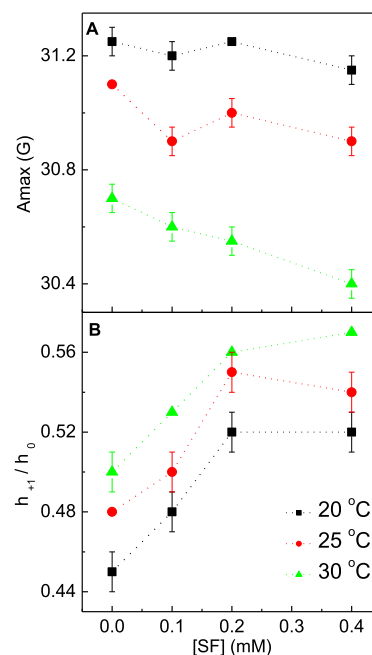 A
31.2
30.8
30.4
Amax (G)
B
0.56
0.52
0.48
0.44
h+1 / h0
20 °C
25 °C
30 °C
0.0 0.1 0.2 0.3 0.4
[SF] (mM)